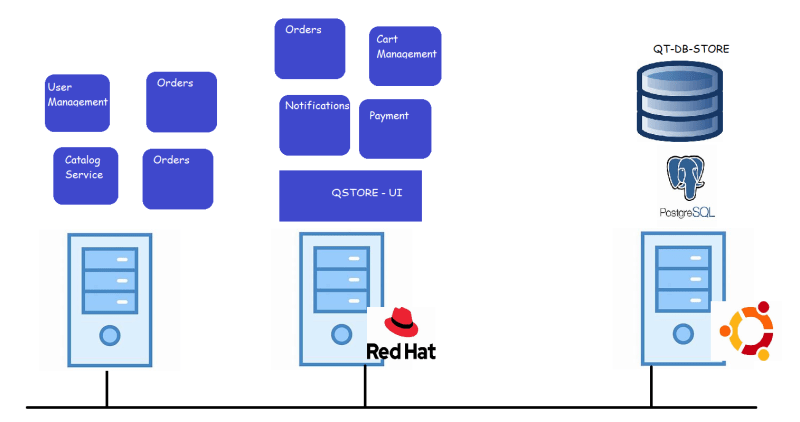 Orders
Cart
Management
QT-DB-STORE
User
Management
Orders
Notifications
Payment
Catalog
Service
Orders
QSTORE - UI
PostgreSQL
Red Hat